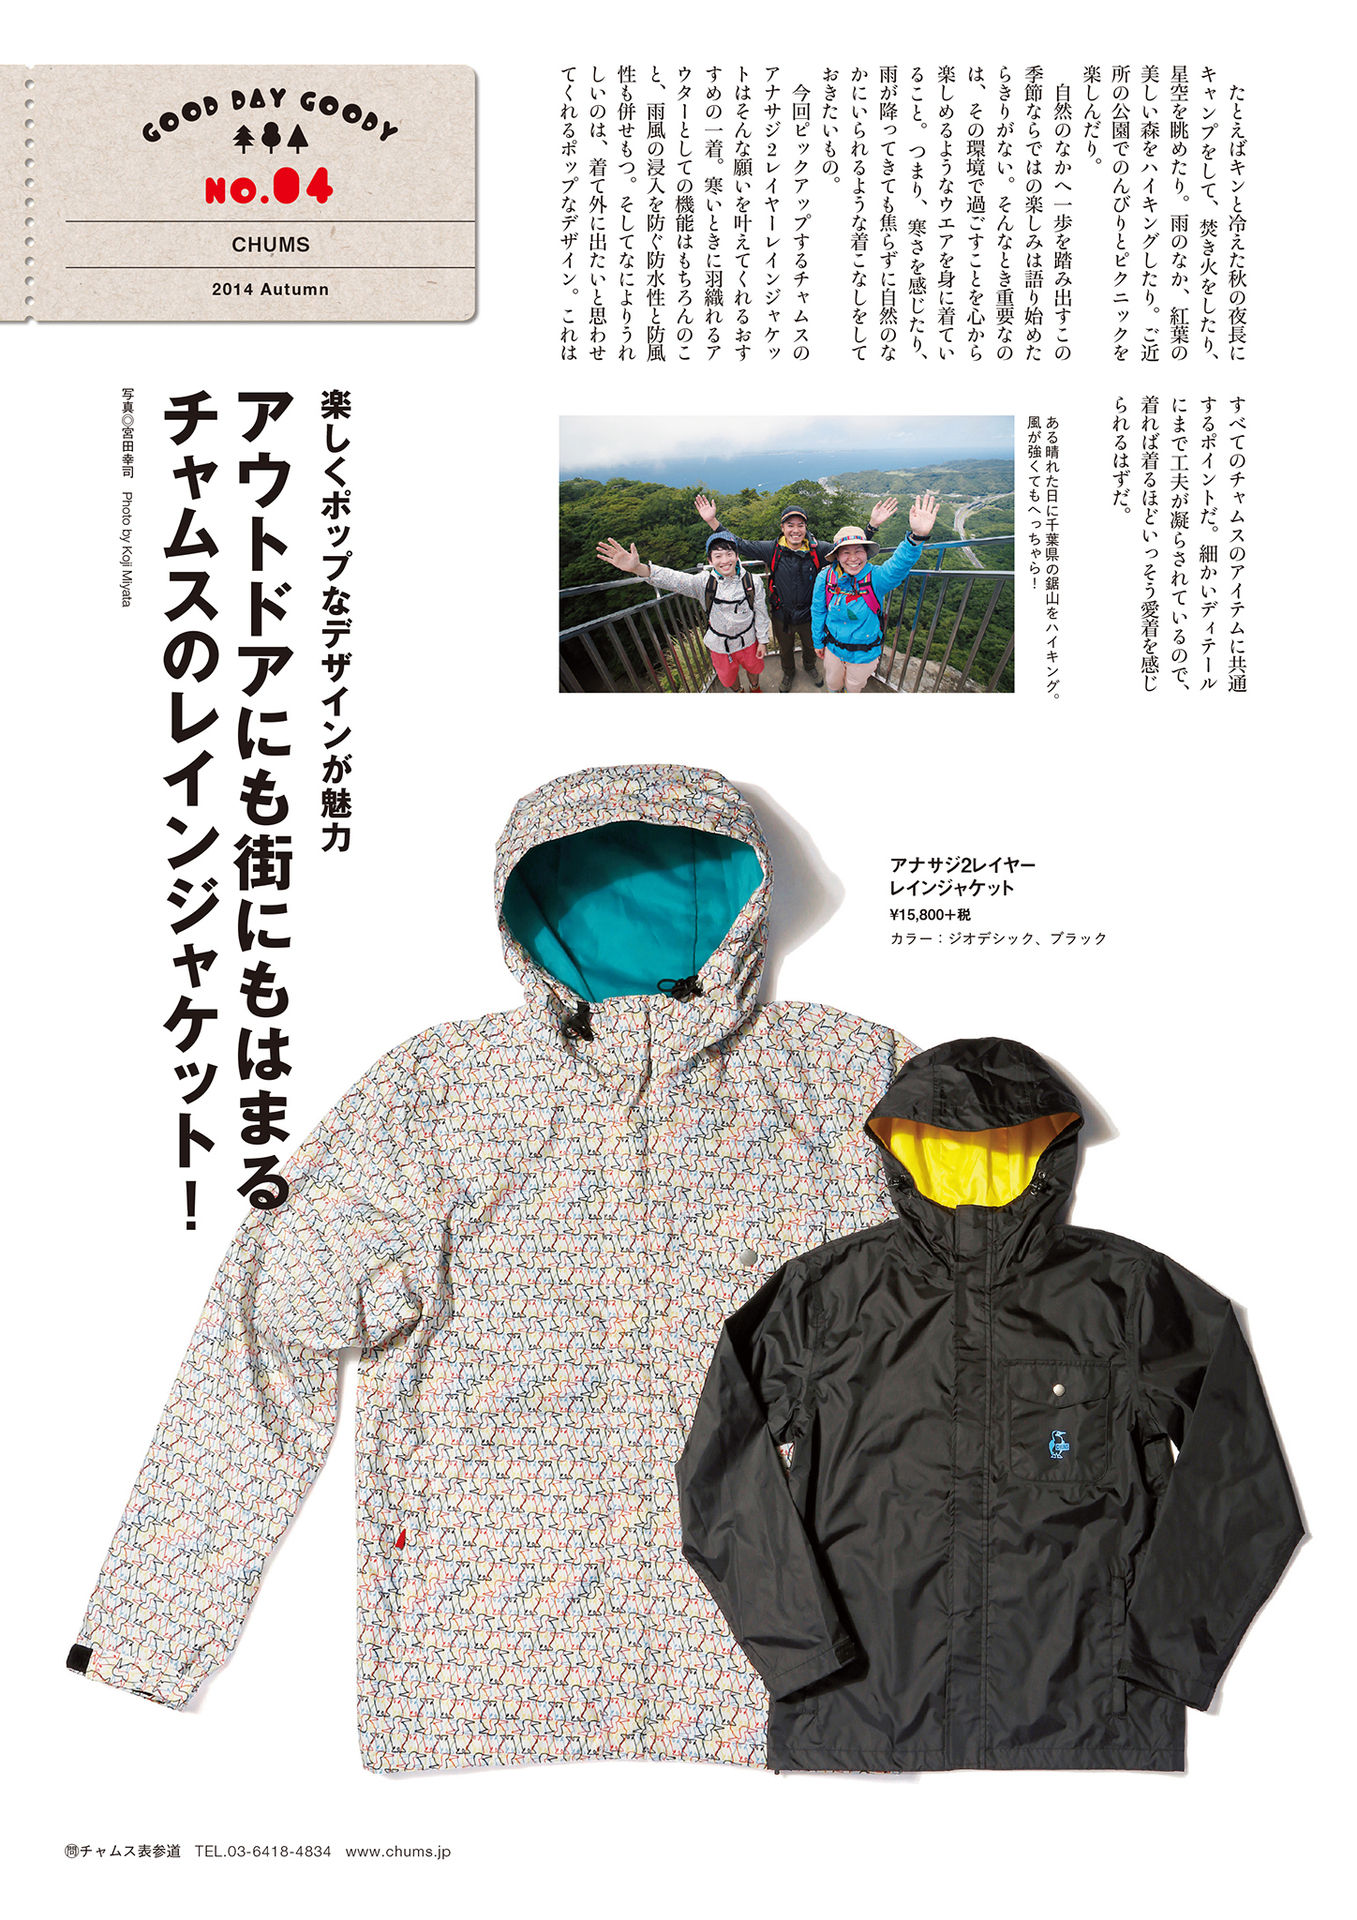 GOOD DAY GOODY
NO.04
CHUMS
2014 Autumn
たとえばキンと冷えた秋の夜長に
キャンプをして、焚き火をしたり、
星空を眺めたり。雨のなか、紅葉の
美しい森をハイキングしたり。ご近
所の公園でのんびりとピクニックを
楽しんだり。
自然のなかへ一歩を踏み出すこの
季節ならではの楽しみは語り始めた
らきりがない。そんなとき重要なの
は、その環境で過ごすことを心から
楽しめるようなウエアを身に着てい
ること。つまり、寒さを感じたり、
雨が降ってきても焦らずに自然のな
かにいられるような着こなしをして
おきたいもの。
今回ピックアップするチャムスの
アナサジ2レイヤーレインジャケッ
トはそんな願いを叶えてくれるおす
すめの一着。寒いときに羽織れるア
ウターとしての機能はもちろんのこ
と、雨風の浸入を防ぐ防水性と防風
性も併せもつ。そしてなによりうれ
しいのは、着て外に出たいと思わせ
てくれるポップなデザイン。これは
すべてのチャムスのアイテムに共通
するポイントだ。細かいディテール
にまで工夫が凝らされているので、
着れば着るほどいっそう愛着を感じ
られるはずだ。
ある晴れた日に千葉県の鋸山をハイキング。
風が強くてもへっちゃら！
楽しくポップなデザインが魅力
アウトドアにも街にもはまる
チャムスのレインジャケット！
写真◎宮田幸司　Photo by Koji Miyata
アナサジ2レイヤー
レインジャケット
¥15,800+税
カラー：ジオデシック、ブラック
㉄チャムス表参道　TEL.03-6418-4834　www.chums.jp